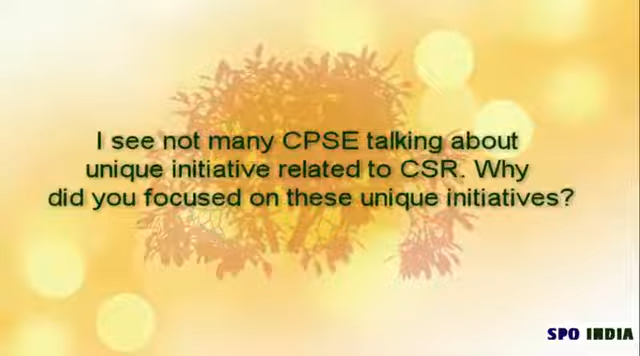 I see not many CPSE talking about
unique initiative related to CSR. Why
did you focused on these unique initiatives?
SPO INDIA